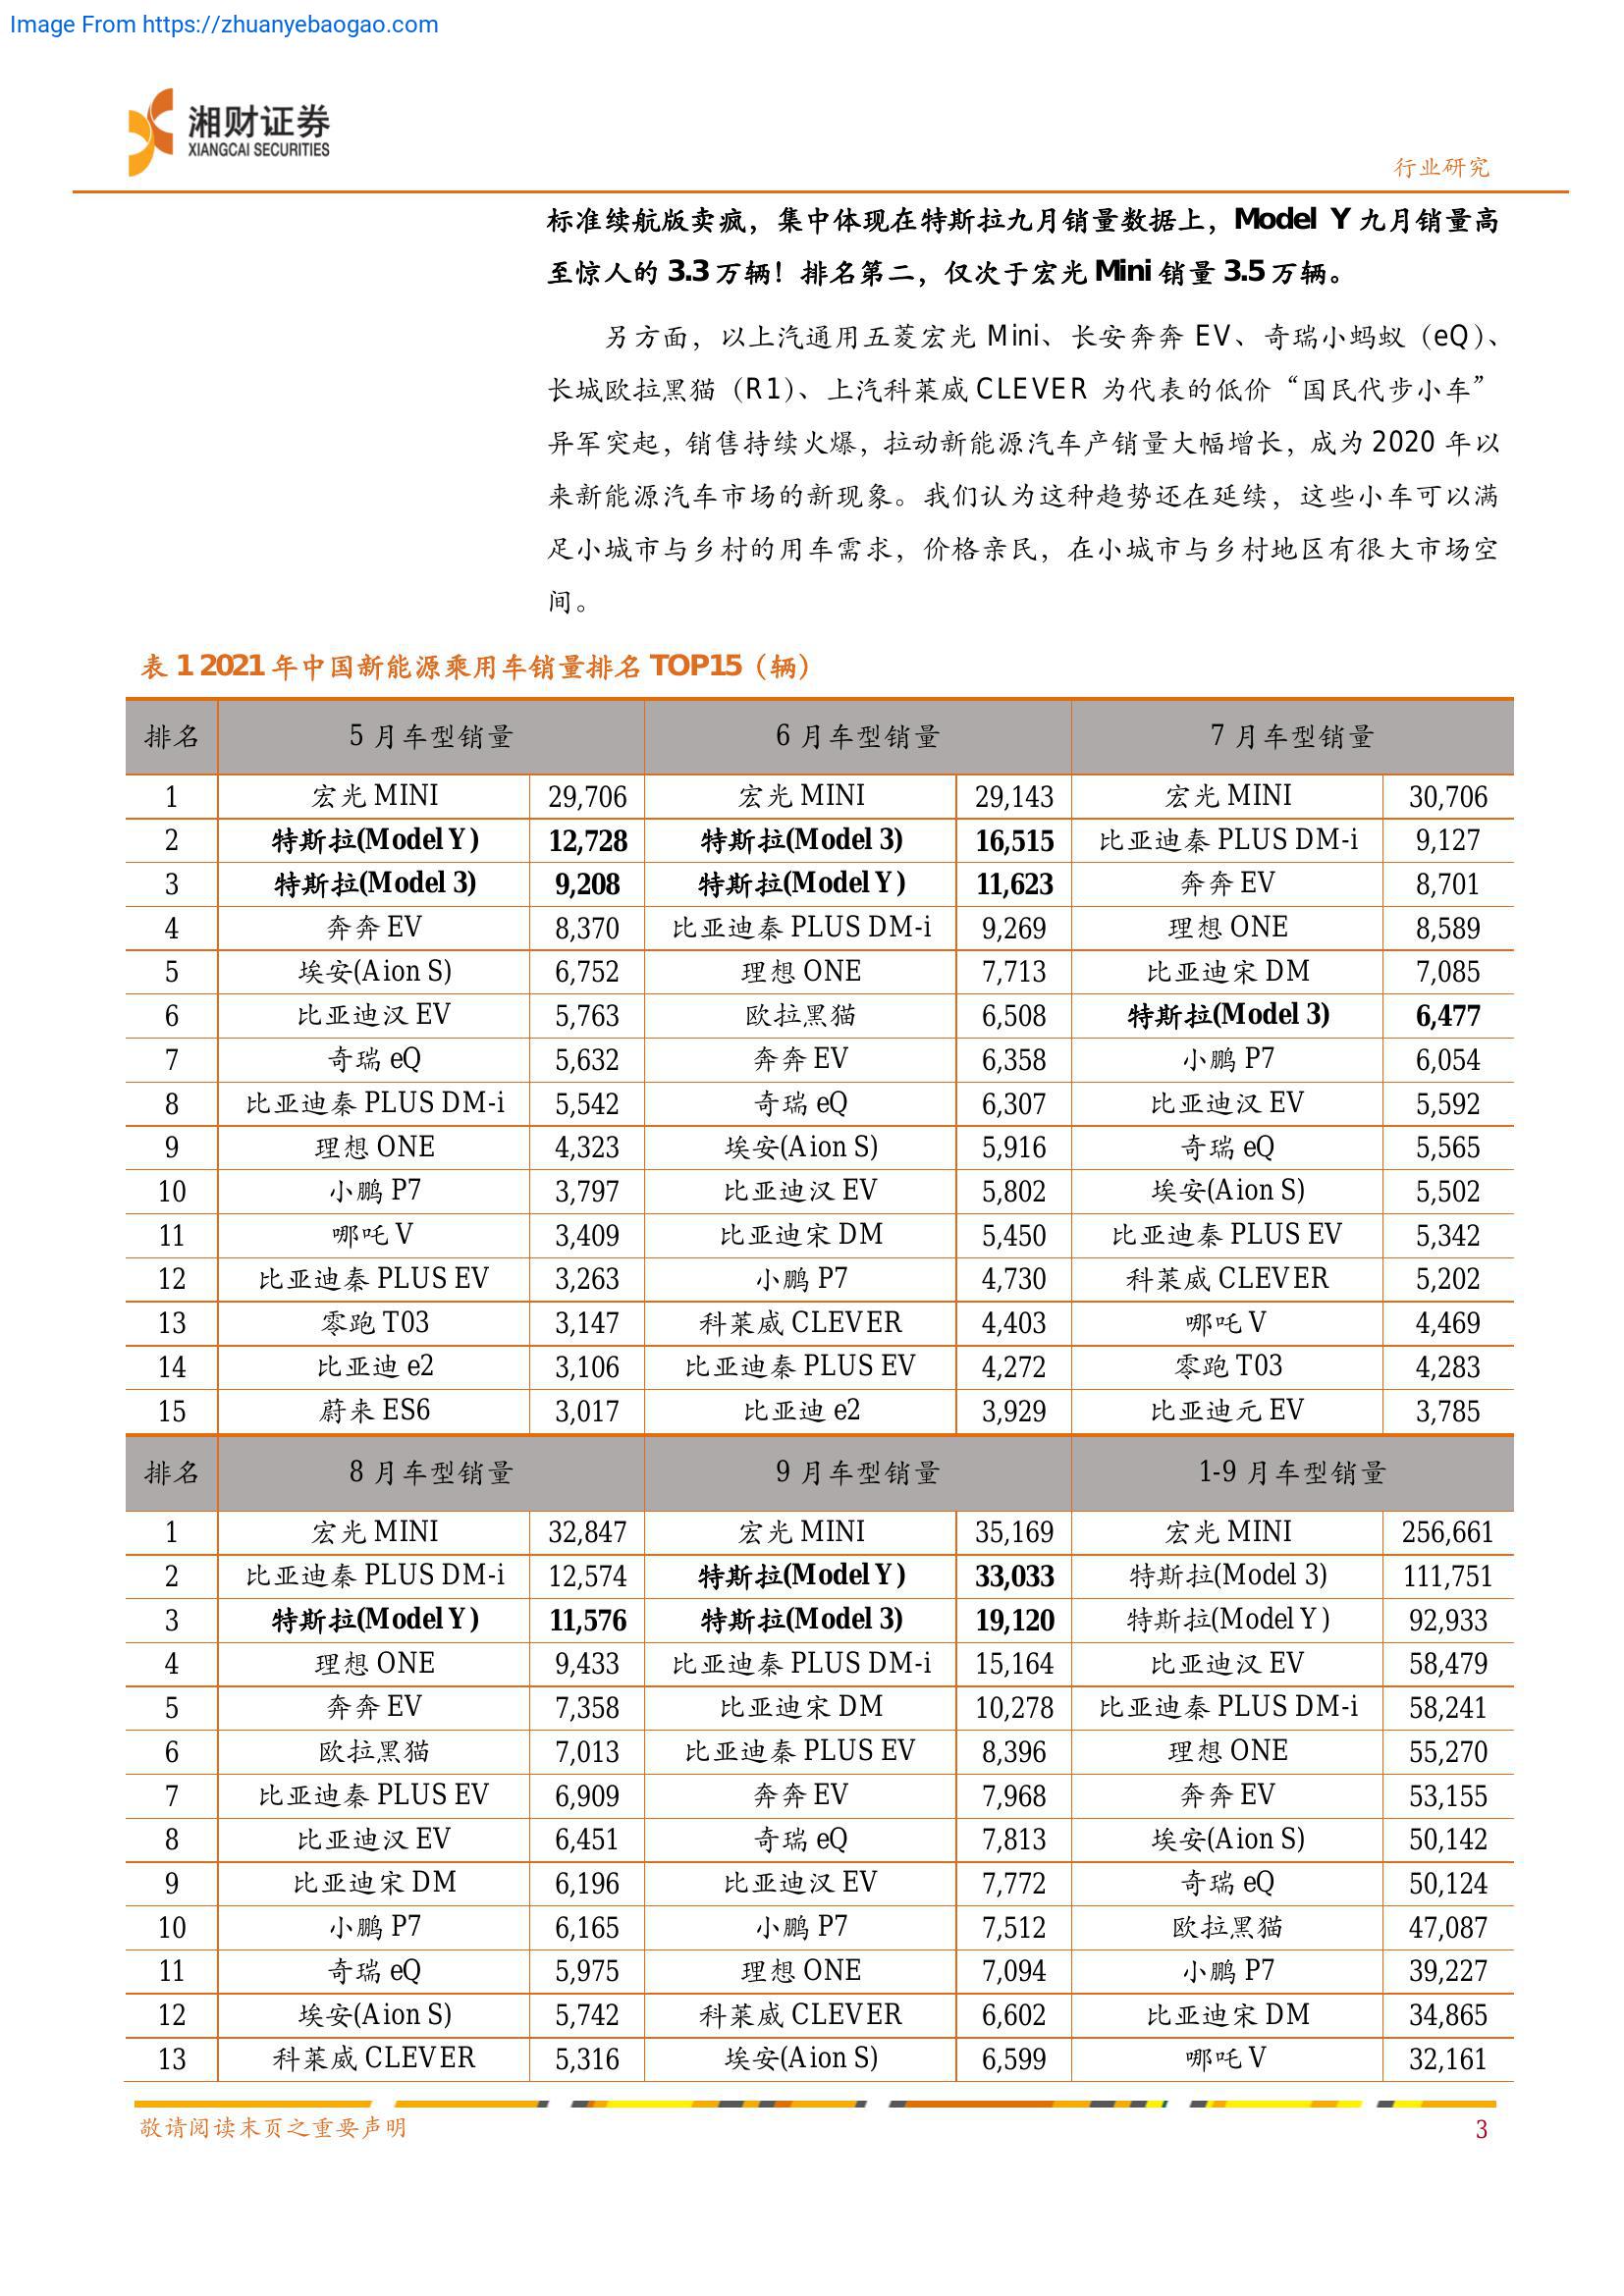 Image From https://zhuanyebaogao.com
湘财证券
XIANGCAI SECURITIES
行业研究
标准续航版卖疯，集中体现在特斯拉九月销量数据上，Model Y 九月销量高
至惊人的 3.3 万辆！排名第二，仅次于宏光 Mini 销量 3.5 万辆。
另方面，以上汽通用五菱宏光 Mini、长安奔奔 EV、奇瑞小蚂蚁（eQ）、
长城欧拉黑猫（R1）、上汽科莱威 CLEVER 为代表的低价“国民代步小车”
异军突起，销售持续火爆，拉动新能源汽车产销量大幅增长，成为 2020 年以
来新能源汽车市场的新现象。我们认为这种趋势还在延续，这些小车可以满
足小城市与乡村的用车需求，价格亲民，在小城市与乡村地区有很大市场空
间。
表 1 2021 年中国新能源乘用车销量排名 TOP15（辆）
排名 5 月车型销量 6 月车型销量 7 月车型销量
1 宏光 MINI 29,706 宏光 MINI 29,143 宏光 MINI 30,706
2 特斯拉(Model Y) 12,728 特斯拉(Model 3) 16,515 比亚迪秦 PLUS DM-i 9,127
3 特斯拉(Model 3) 9,208 特斯拉(Model Y) 11,623 奔奔 EV 8,701
4 奔奔 EV 8,370 比亚迪秦 PLUS DM-i 9,269 理想 ONE 8,589
5 埃安(Aion S) 6,752 理想 ONE 7,713 比亚迪宋 DM 7,085
6 比亚迪汉 EV 5,763 欧拉黑猫 6,508 特斯拉(Model 3) 6,477
7 奇瑞 eQ 5,632 奔奔 EV 6,358 小鹏 P7 6,054
8 比亚迪秦 PLUS DM-i 5,542 奇瑞 eQ 6,307 比亚迪汉 EV 5,592
9 理想 ONE 4,323 埃安(Aion S) 5,916 奇瑞 eQ 5,565
10 小鹏 P7 3,797 比亚迪汉 EV 5,802 埃安(Aion S) 5,502
11 哪吒 V 3,409 比亚迪宋 DM 5,450 比亚迪秦 PLUS EV 5,342
12 比亚迪秦 PLUS EV 3,263 小鹏 P7 4,730 科莱威 CLEVER 5,202
13 零跑 T03 3,147 科莱威 CLEVER 4,403 哪吒 V 4,469
14 比亚迪 e2 3,106 比亚迪秦 PLUS EV 4,272 零跑 T03 4,283
15 蔚来 ES6 3,017 比亚迪 e2 3,929 比亚迪元 EV 3,785
排名 8 月车型销量 9 月车型销量 1-9 月车型销量
1 宏光 MINI 32,847 宏光 MINI 35,169 宏光 MINI 256,661
2 比亚迪秦 PLUS DM-i 12,574 特斯拉(Model Y) 33,033 特斯拉(Model 3) 111,751
3 特斯拉(Model Y) 11,576 特斯拉(Model 3) 19,120 特斯拉(Model Y) 92,933
4 理想 ONE 9,433 比亚迪秦 PLUS DM-i 15,164 比亚迪汉 EV 58,479
5 奔奔 EV 7,358 比亚迪宋 DM 10,278 比亚迪秦 PLUS DM-i 58,241
6 欧拉黑猫 7,013 比亚迪秦 PLUS EV 8,396 理想 ONE 55,270
7 比亚迪秦 PLUS EV 6,909 奔奔 EV 7,968 奔奔 EV 53,155
8 比亚迪汉 EV 6,451 奇瑞 eQ 7,813 埃安(Aion S) 50,142
9 比亚迪宋 DM 6,196 比亚迪汉 EV 7,772 奇瑞 eQ 50,124
10 小鹏 P7 6,165 小鹏 P7 7,512 欧拉黑猫 47,087
11 奇瑞 eQ 5,975 理想 ONE 7,094 小鹏 P7 39,227
12 埃安(Aion S) 5,742 科莱威 CLEVER 6,602 比亚迪宋 DM 34,865
13 科莱威 CLEVER 5,316 埃安(Aion S) 6,599 哪吒 V 32,161
敬请阅读末页之重要声明
3